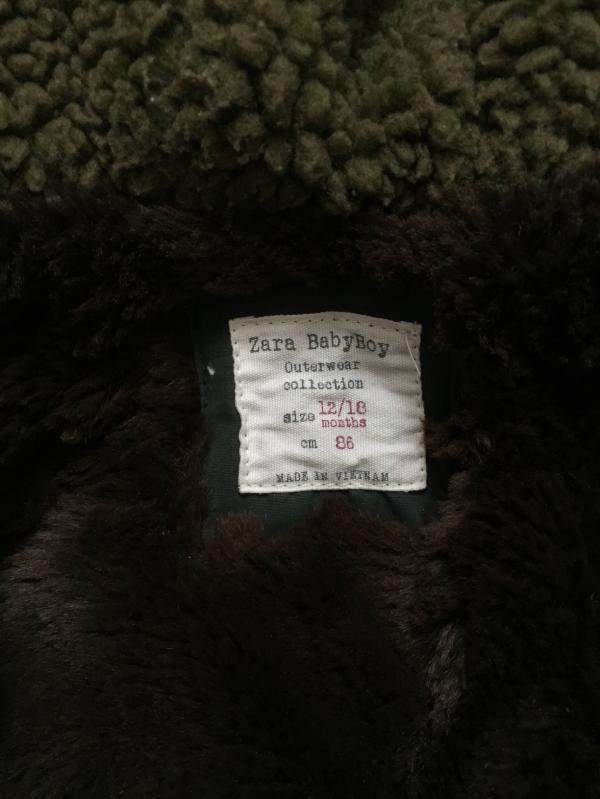 Zara BabyBoy
Outerwear
collection
size 12/18
months
cm 86
MADE IN VIETNAM